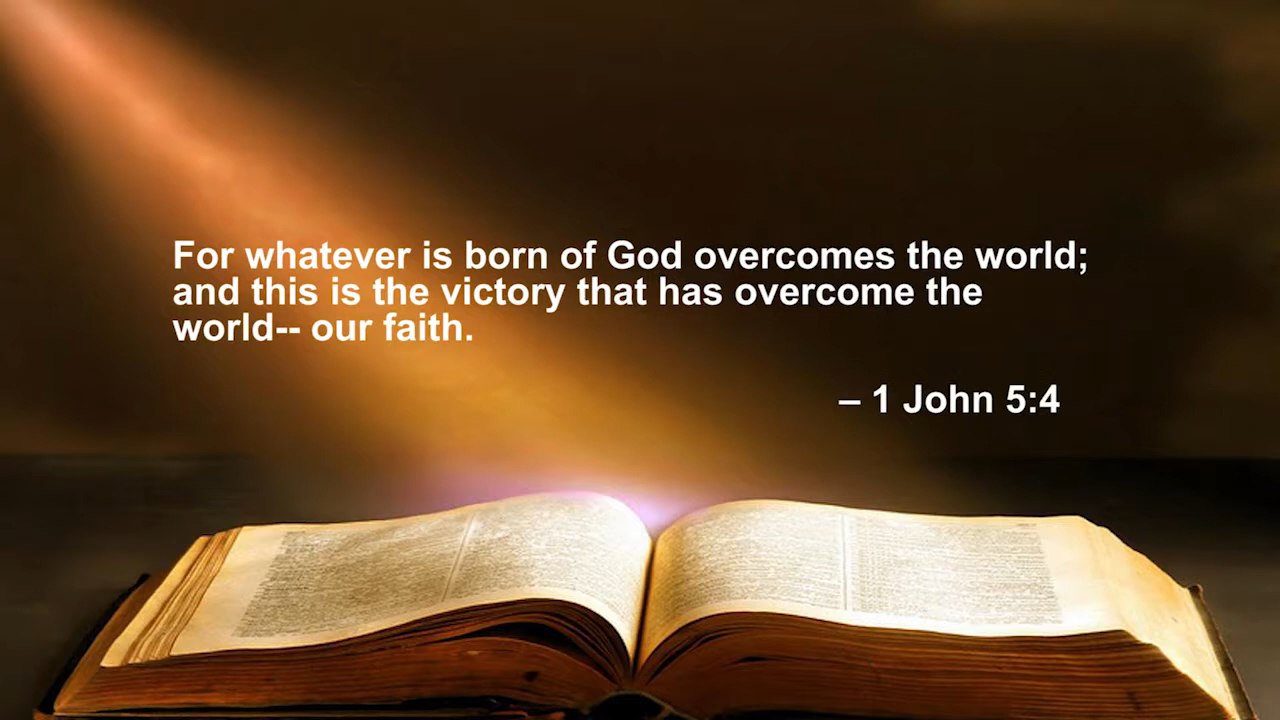 For whatever is born of God overcomes the world;
and this is the victory that has overcome the
world-- our faith.
– 1 John 5:4